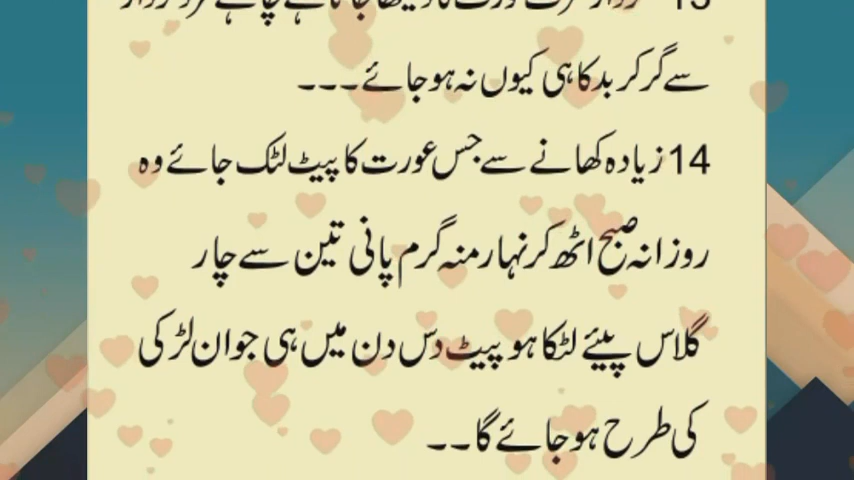 سے گر کر بد کا ہی کیوں نہ ہو جائے۔۔۔
14 زیادہ کھانے سے جس عورت کا پیٹ لٹک جائے وہ
روزانہ صبح اٹھ کر نہار منہ گرم پانی تین سے چار
گلاس پیئے لٹکا ہو پیٹ دس دن میں ہی جوان لڑکی
کی طرح ہو جائے گا۔۔